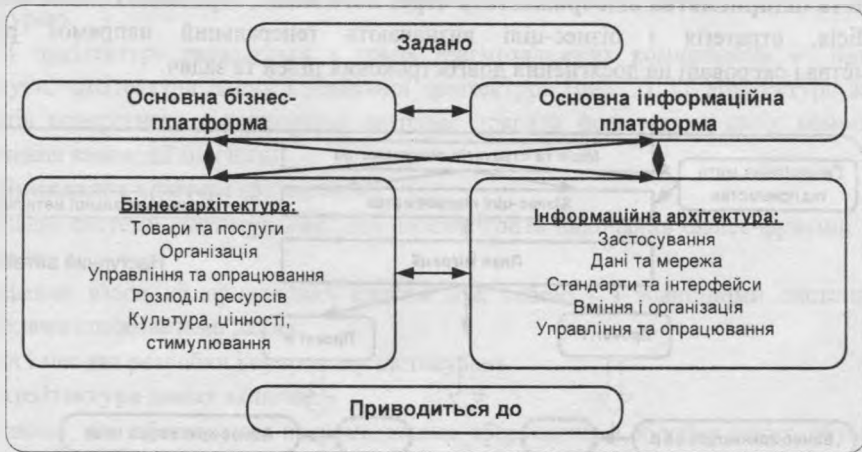 Задано
Основна бізнес-
платформа
Основна інформаційна
платформа
Бізнес-архітектура:
Товари та послуги
Організація
Управління та опрацювання
Розподіл ресурсів
Культура, цінності,
стимулювання
Інформаційна архітектура:
Застосування
Дані та мережа
Стандарти та інтерфейси
Вміння і організація
Управління та опрацювання
Приводиться до